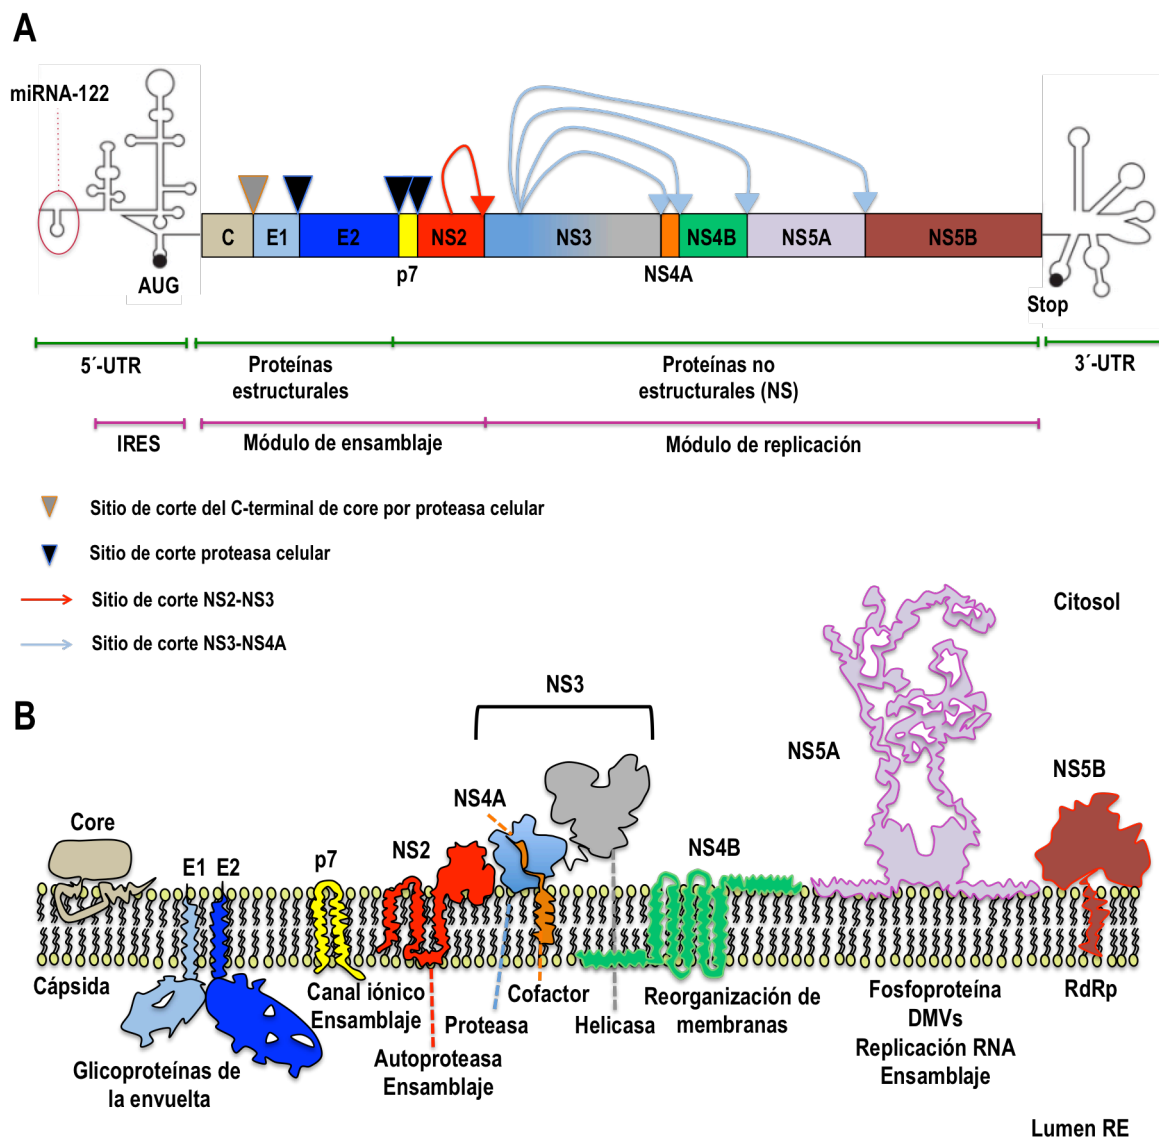 A
miRNA-122
AUG
C
E1
E2
p7
NS2
NS3
NS4A
NS4B
NS5A
NS5B
Stop
5´-UTR
Proteínas
estructurales
Proteínas no
estructurales (NS)
3´-UTR
IRES
Módulo de ensamblaje
Módulo de replicación
Sitio de corte del C-terminal de core por proteasa celular
Sitio de corte proteasa celular
Sitio de corte NS2-NS3
Sitio de corte NS3-NS4A
B
Citosol
NS3
NS4A
NS5A
NS5B
Core
E1
E2
p7
NS2
NS4B
Cápsida
Glicoproteínas de
la envuelta
Canal iónico
Ensamblaje
Autoproteasa
Ensamblaje
Proteasa
Cofactor
Helicasa
Reorganización de
membranas
Fosfoproteína
DMVs
Replicación RNA
Ensamblaje
RdRp
Lumen RE